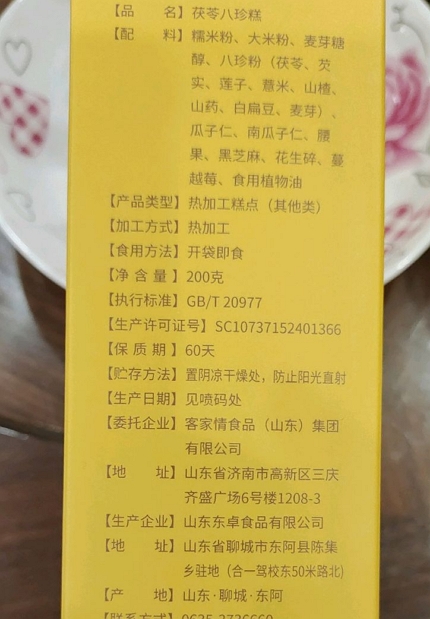 【品 名】茯苓八珍糕
【配 料】糯米粉、大米粉、麦芽糖
醇、八珍粉（茯苓、芡
实、莲子、薏米、山楂、
山药、白扁豆、麦芽）、
瓜子仁、南瓜子仁、腰
果、黑芝麻、花生碎、蔓
越莓、食用植物油
【产品类型】热加工糕点（其他类）
【加工方式】热加工
【食用方法】开袋即食
【净 含 量】200克
【执行标准】GB/T 20977
【生产许可证号】SC10737152401366
【保 质 期】60天
【贮存方法】置阴凉干燥处，防止阳光直射
【生产日期】见喷码处
【委托企业】客家情食品（山东）集团
有限公司
【地 址】山东省济南市高新区三庆
齐盛广场6号楼1208-3
【生产企业】山东东卓食品有限公司
【地 址】山东省聊城市东阿县陈集
乡驻地（合一驾校东50米路北)
【产 地】山东·聊城·东阿
【联系方式】